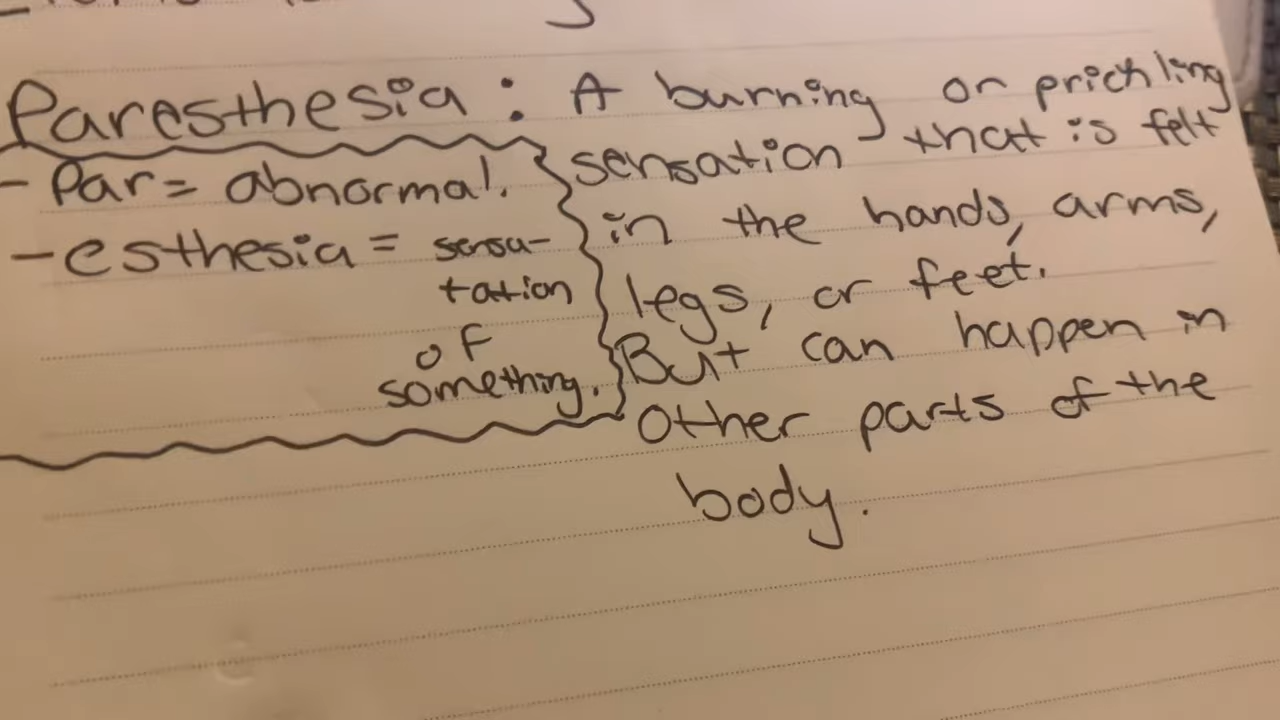 Paresthesia: A burning or prickling
sensation that is felt
in the hands, arms,
legs, or feet.
But can happen in
other parts of the
body.
- Par = abnormal.
- esthesia = sensa-
tation
of
something.